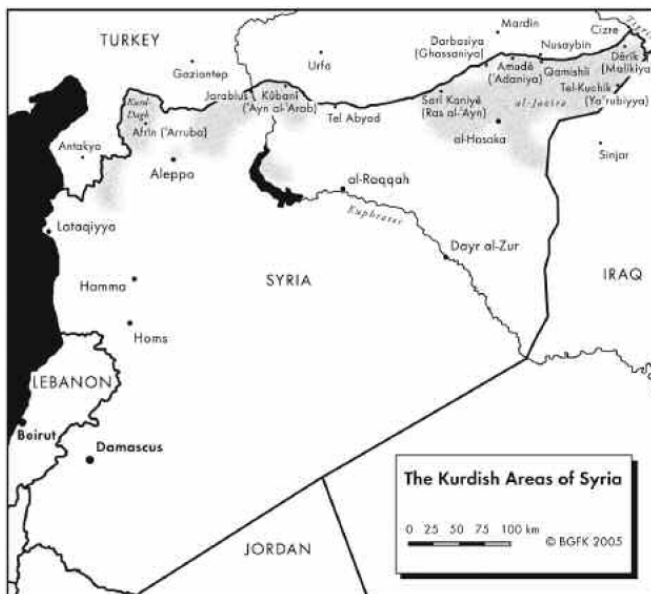 Mardin
Cizre
Tigris
TURKEY
Darbasiya
(Ghassaniya)
Nusaybin
Gaziantep
Urfa
Amadê
('Adaniya)
Qamishli
Dêrik
(Malikiya)
Kurd-
Dagh
Jarablus
Kûbanî
('Ayn al-'Arab)
Serî Kaniyê
(Ras al-'Ayn)
Tel-Kuchik
(Ya'rubiyya)
al-Jazira
Afrîn ('Arruba)
Tel Abyad
al-Hasaka
Antakya
Aleppo
Sinjar
al-Raqqah
Euphrates
Lataqiyya
Dayr al-Zur
Hamma
SYRIA
IRAQ
Homs
LEBANON
Beirut
Damascus
The Kurdish Areas of Syria
0 25 50 75 100 km
© BGFK 2005
JORDAN